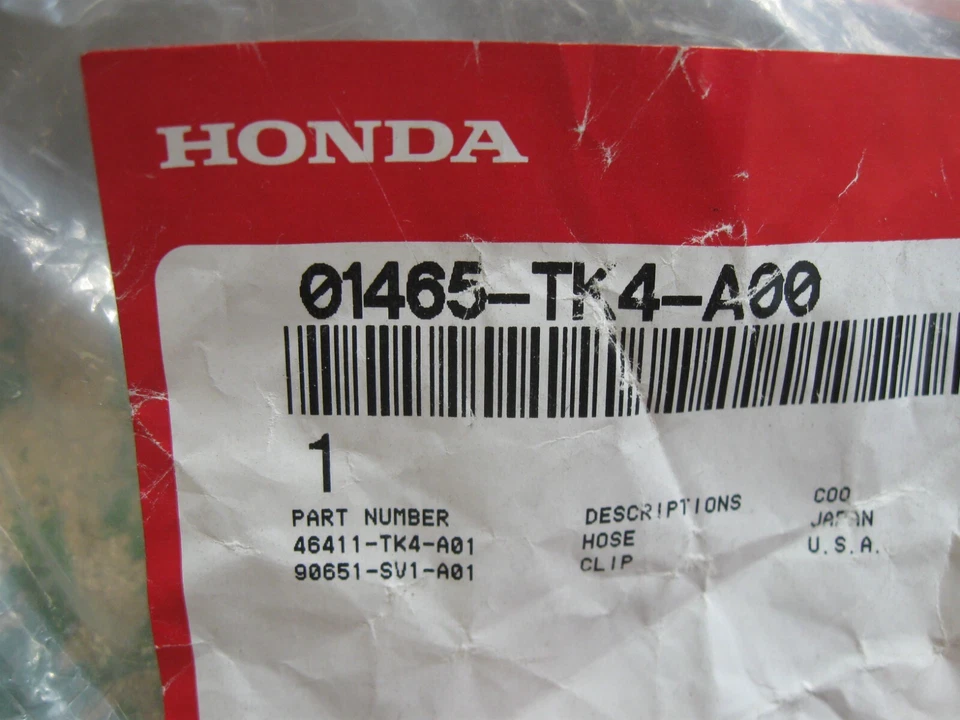 HONDA
01465-TK4-A00
1
PART NUMBER DESCRIPTIONS COO
46411-TK4-A01 HOSE JAPAN
90651-SV1-A01 CLIP U.S.A.